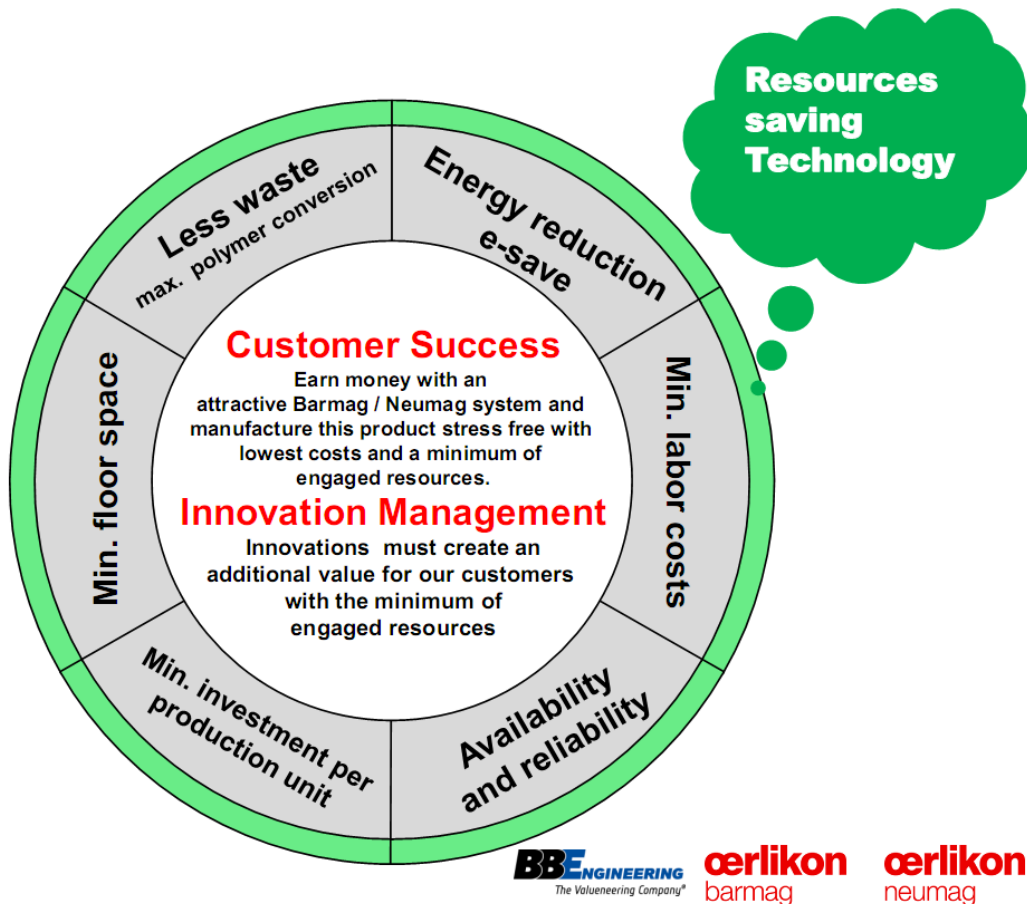 Resources
saving
Technology
Less waste
max. polymer conversion
Energy reduction
e-save
Min. labor costs
Availability
and reliability
Min. investment per
production unit
Min. floor space
Customer Success
Earn money with an
attractive Barmag / Neumag system and
manufacture this product stress free with
lowest costs and a minimum of
engaged resources.
Innovation Management
Innovations must create an
additional value for our customers
with the minimum of
engaged resources
BBENGINEERING
The Valueneering Company®
œrlikon
barmag
œrlikon
neumag